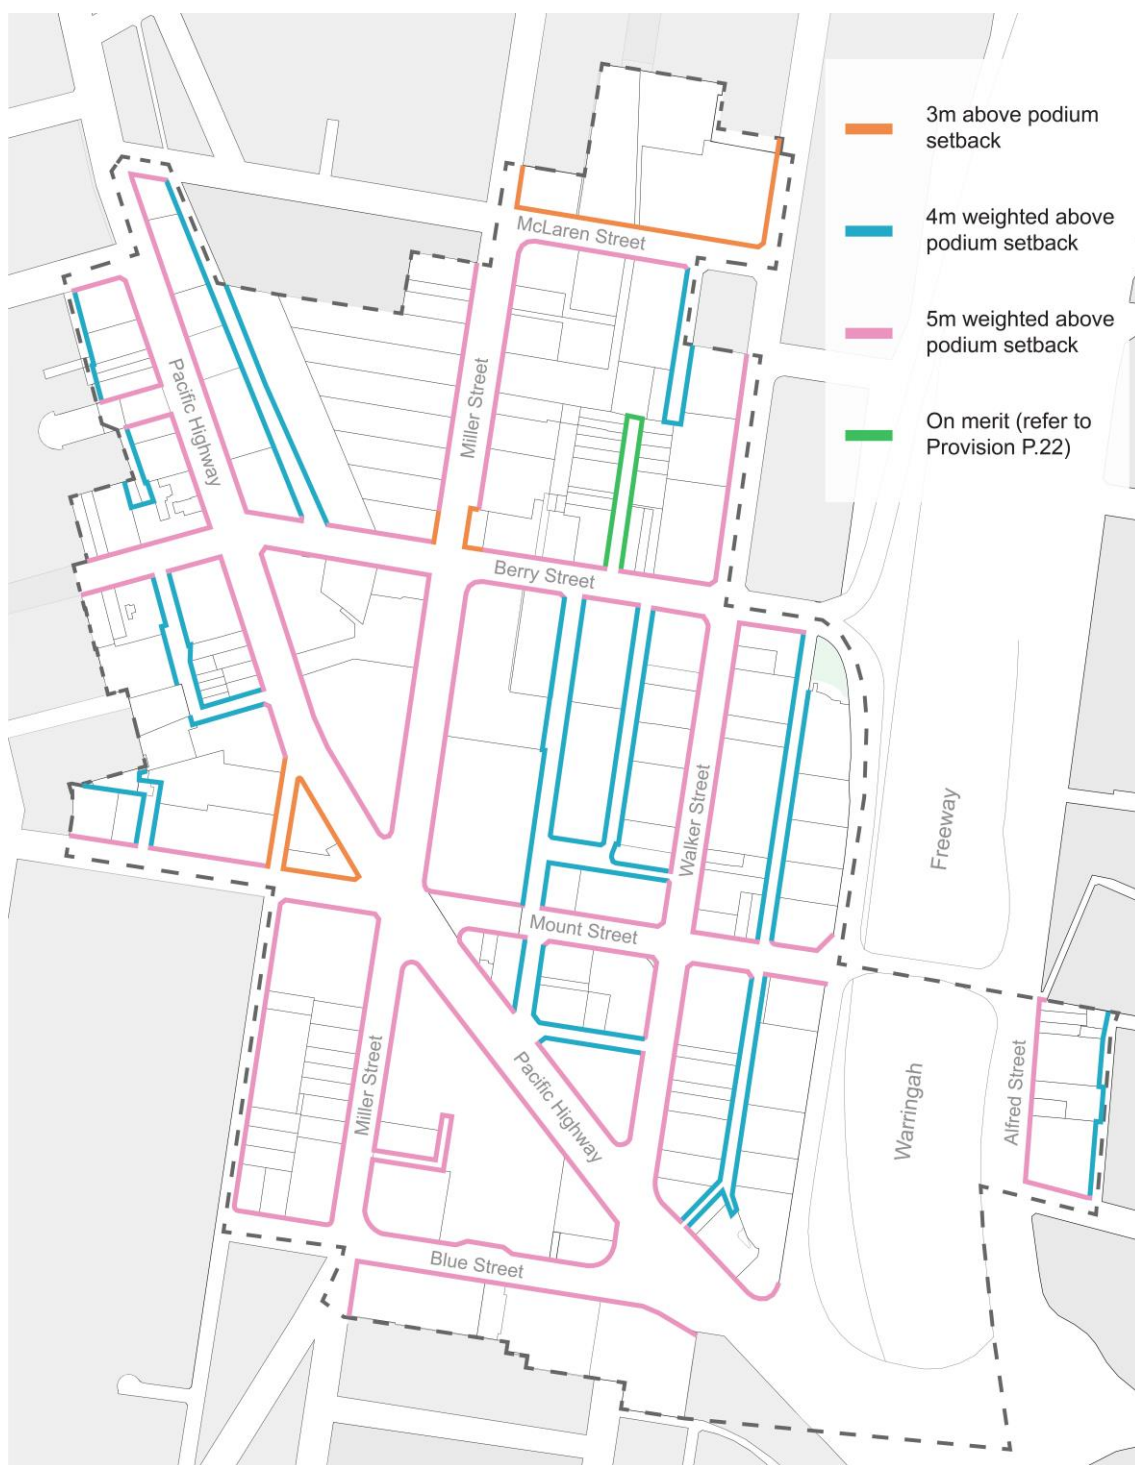 3m above podium
setback
4m weighted above
podium setback
5m weighted above
podium setback
On merit (refer to
Provision P.22)
McLaren Street
Pacific Highway
Miller Street
Berry Street
Walker Street
Freeway
Mount Street
Pacific Highway
Miller Street
Warringah
Alfred Street
Blue Street